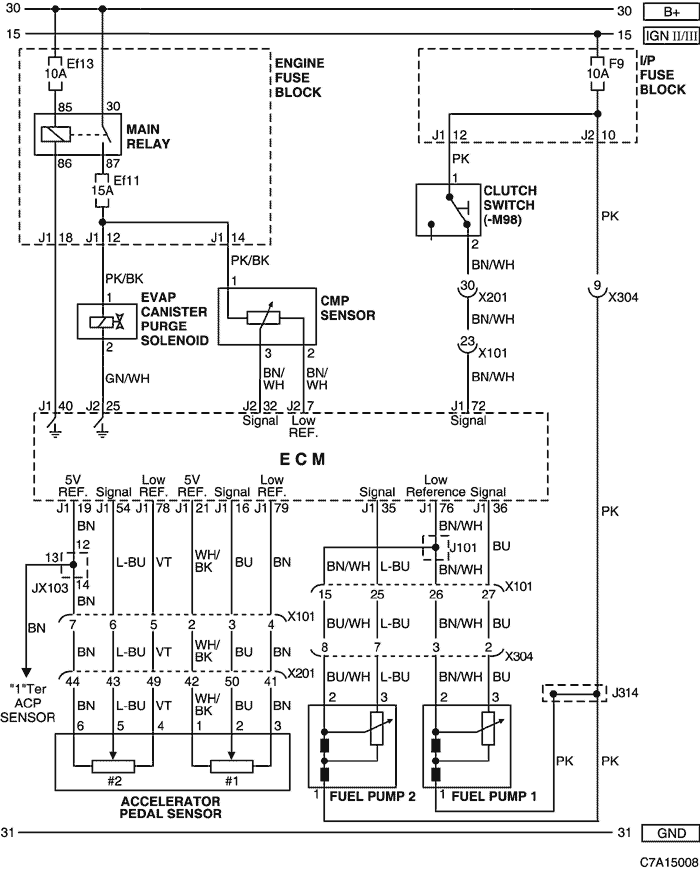 30 30 B+
15 15 IGN II/III
Ef13
10A
ENGINE
FUSE
BLOCK
F9
10A
I/P
FUSE
BLOCK
85 30
MAIN
RELAY
86 87
Ef11
15A
J1 12 J2 10
PK
1
CLUTCH
SWITCH
(-M98)
2
PK
J1 18 J1 12 J1 14
PK/BK PK/BK
BN/WH
30
X201
9
X304
1
EVAP
CANISTER
PURGE
SOLENOID
2
1
CMP
SENSOR
3 2
BN/WH
23
X101
GN/WH
BN/
WH
BN/
WH
BN/WH
J1 40 J2 25 J2 32 J2 7 J1 72
Signal Low
REF.
Signal
ECM
5V
REF.
Signal
Low
REF.
5V
REF.
Signal
Low
REF.
Signal
Low
Reference
Signal
J1 19 J1 54 J1 78 J1 21 J1 16 J1 79 J1 35 J1 76 J1 36
PK
BN
BN/WH
BU
12
13
JX103
14
L-BU VT WH/
BK
BU BN
J101
BN/WH L-BU BN/WH
BN
X101
15 25 26 27
X101
7 6 5 2 3 4
BN
BN L-BU VT WH/
BK
BU BN
BU/WH L-BU BN/WH BU
8 7 3 2
X304
X201
44 43 49 42 50 41
"1"Ter
ACP
SENSOR
BN L-BU VT WH/
BK
BU BN
BU/WH L-BU BN/WH BU
J314
6 5 4 1 2 3
2 3 2 3
#2 #1
PK PK
1 FUEL PUMP 2
1 FUEL PUMP 1
ACCELERATOR
PEDAL SENSOR
31 31 GND
C7A15008